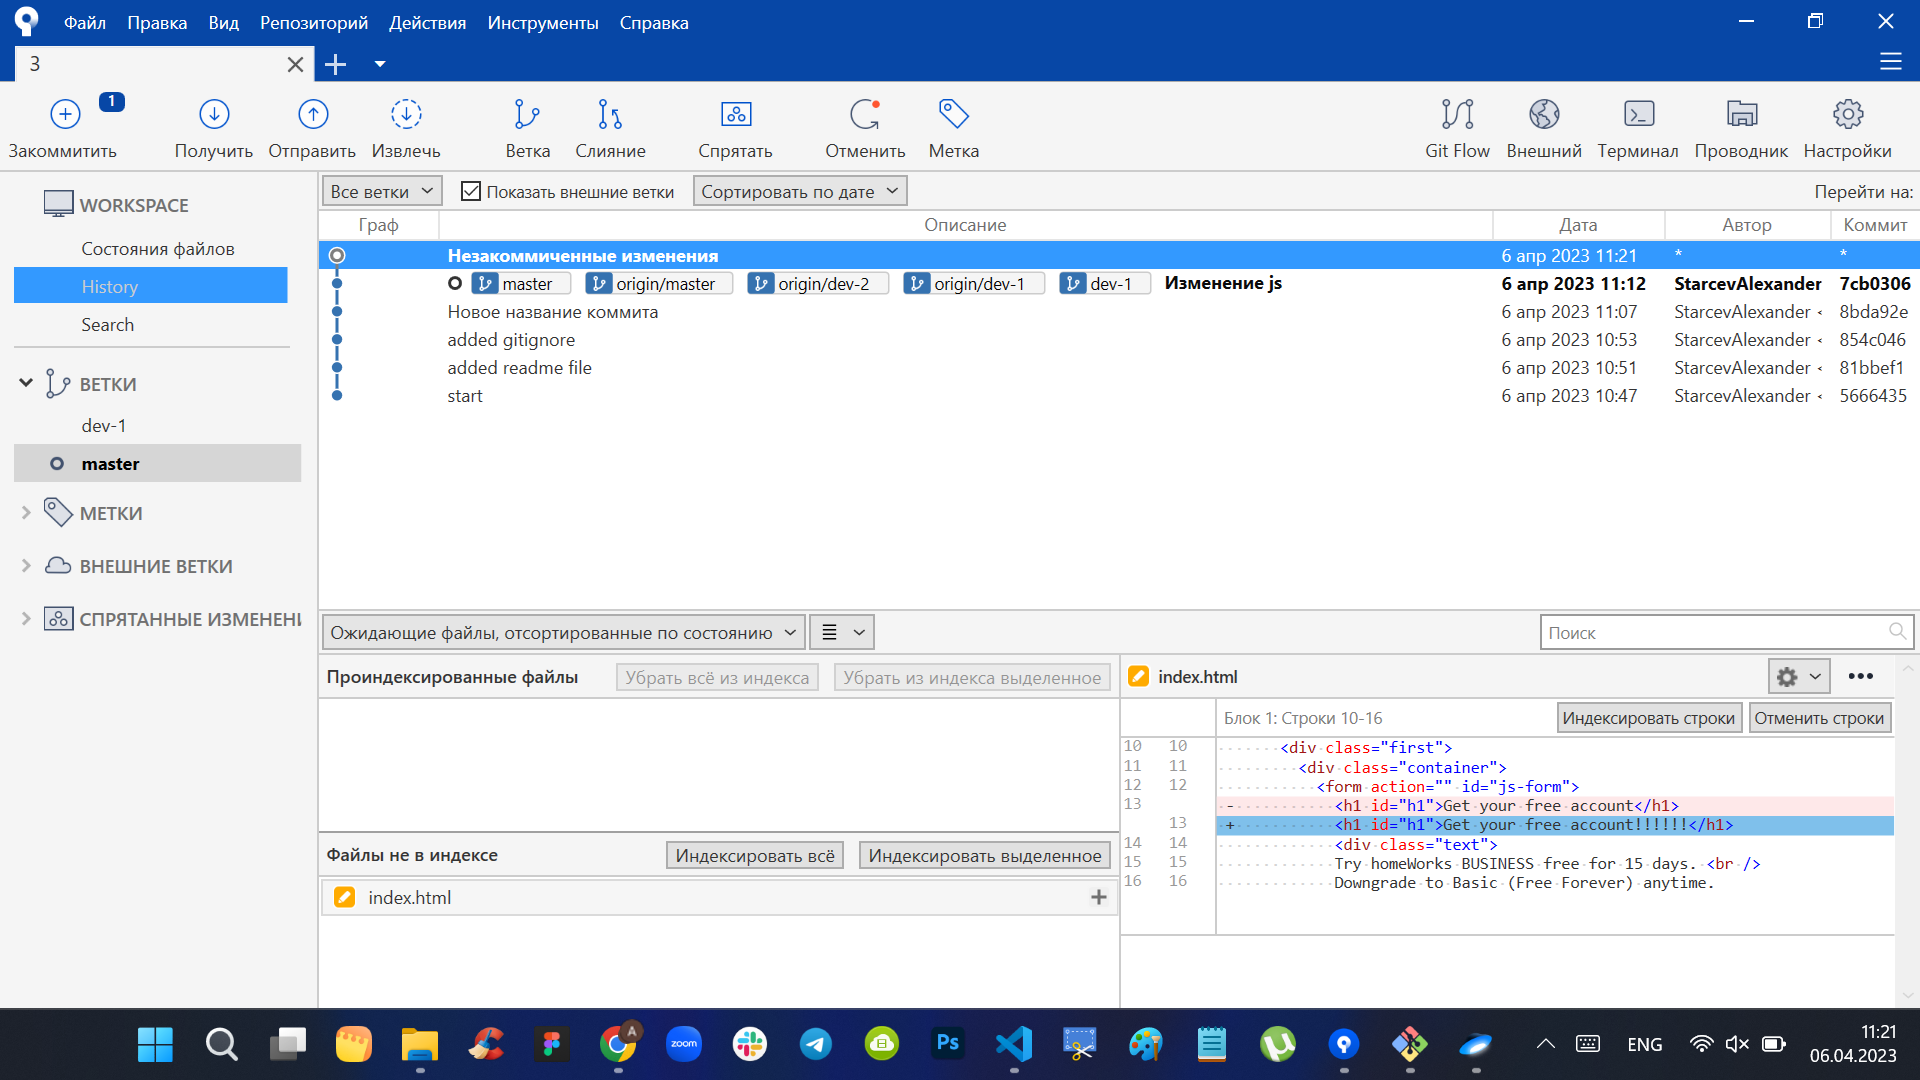 Файл Правка Вид Репозиторий Действия Инструменты Справка
3
1
Закоммитить Получить Отправить Извлечь Ветка Слияние Спрятать Отменить Метка Git Flow Внешний Терминал Проводник Настройки
WORKSPACE
Состояния файлов
History
Search
ВЕТКИ
dev-1
master
МЕТКИ
ВНЕШНИЕ ВЕТКИ
СПРЯТАННЫЕ ИЗМЕНЕНИ
Все ветки Показать внешние ветки Сортировать по дате Перейти на:
Граф Описание Дата Автор Коммит
Незакоммиченные изменения 6 апр 2023 11:21 * *
master origin/master origin/dev-2 origin/dev-1 dev-1 Изменение js 6 апр 2023 11:12 StarcevAlexander 7cb0306
Новое название коммита 6 апр 2023 11:07 StarcevAlexander < 8bda92e
added gitignore 6 апр 2023 10:53 StarcevAlexander < 854c046
added readme file 6 апр 2023 10:51 StarcevAlexander < 81bbef1
start 6 апр 2023 10:47 StarcevAlexander < 5666435
Ожидающие файлы, отсортированные по состоянию Поиск
Проиндексированные файлы Убрать всё из индекса Убрать из индекса выделенное
Файлы не в индексе Индексировать всё Индексировать выделенное
index.html
index.html
Блок 1: Строки 10-16 Индексировать строки Отменить строки
10 10 <div class="first">
11 11 <div class="container">
12 12 <form action="" id="js-form">
13 - <h1 id="h1">Get your free account</h1>
13 + <h1 id="h1">Get your free account!!!!!!</h1>
14 14 <div class="text">
15 15 Try homeWorks BUSINESS free for 15 days. <br />
16 16 Downgrade to Basic (Free Forever) anytime.
A
zoom
Ps
ENG
11:21
06.04.2023